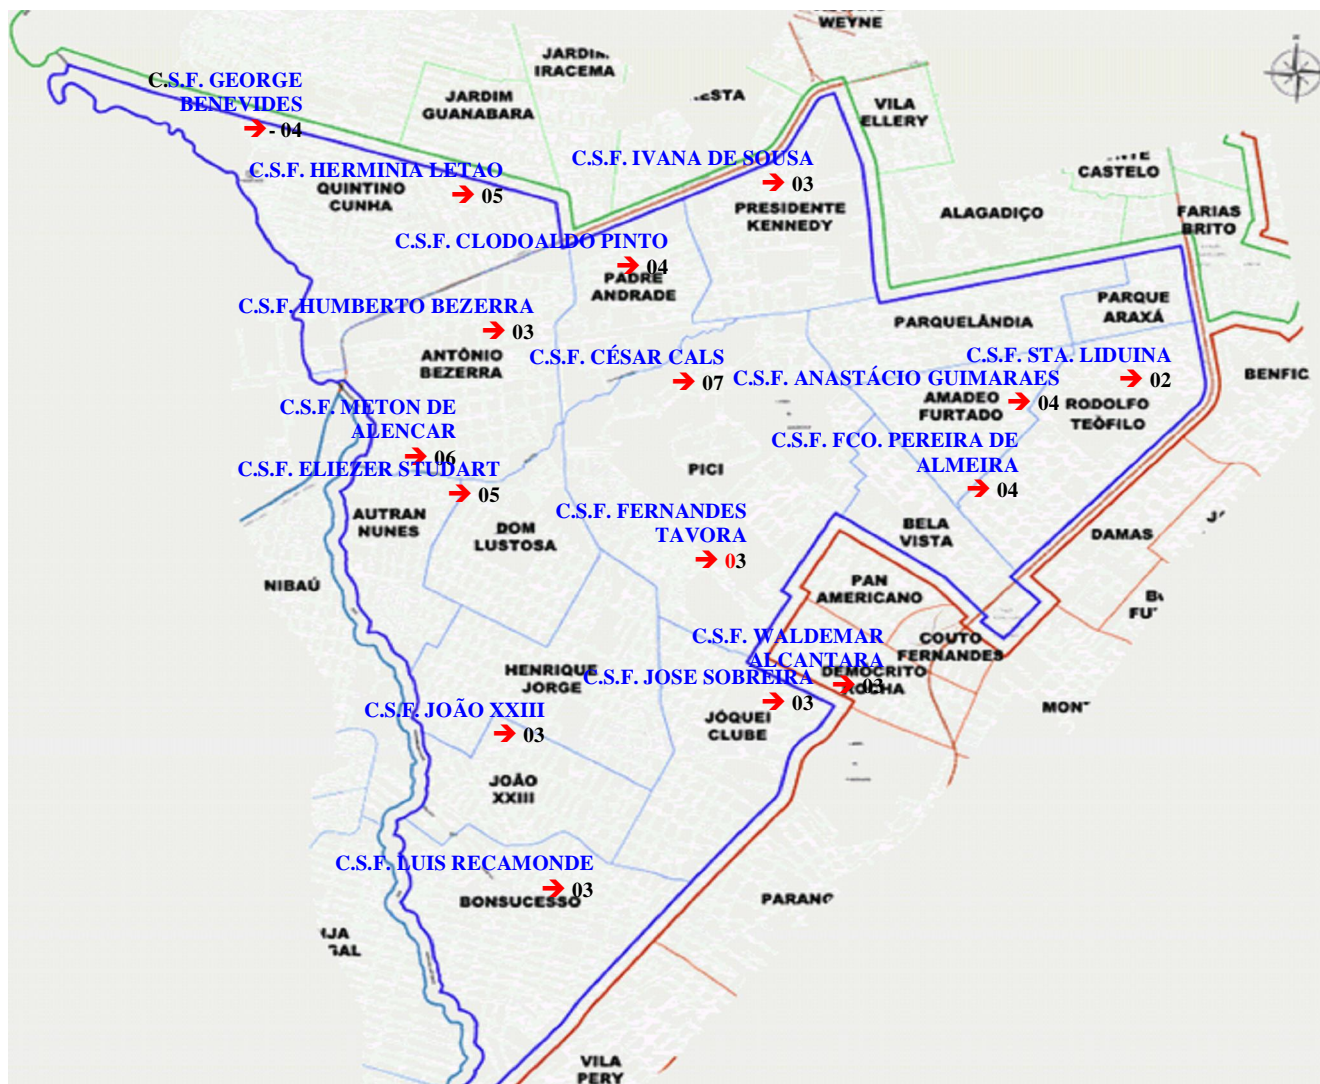 WEYNE
JARDIM
IRACEMA
C.S.F. GEORGE
BENEVIDES
- 04
JARDIM
GUANABARA
ESTA
VILA
ELLERY
C.S.F. HERMINIA LETAO
05
QUINTINO
CUNHA
C.S.F. IVANA DE SOUSA
03
PRESIDENTE
KENNEDY
CASTELO
ALAGADIÇO
FARIAS
BRITO
C.S.F. CLODOALDO PINTO
04
PADRE
ANDRADE
C.S.F. HUMBERTO BEZERRA
03
ANTÔNIO
BEZERRA
PARQUELÂNDIA
PARQUE
ARAXÁ
C.S.F. CÉSAR CALS
07
C.S.F. STA. LIDUINA
02
C.S.F. ANASTÁCIO GUIMARAES
04
AMADEO
FURTADO
RODOLFO
TEÓFILO
BENFIC
C.S.F. METON DE
ALENCAR
06
C.S.F. ELIEZER STUDART
05
C.S.F. FCO. PEREIRA DE
ALMEIRA
04
PICI
AUTRAN
NUNES
DOM
LUSTOSA
C.S.F. FERNANDES
TAVORA
03
BELA
VISTA
DAMAS
NIBAÚ
PAN
AMERICANO
FU
C.S.F. WALDEMAR
ALCANTARA
03
COUTO
FERNANDES
DEMOCRITO
ROCHA
HENRIQUE
JORGE
C.S.F. JOSE SOBREIRA
03
JÓQUEI
CLUBE
MONT
C.S.F. JOÃO XXIII
03
JOÃO
XXIII
C.S.F. LUIS RECAMONDE
03
BONSUCESSO
PARANG
VILA
PERY